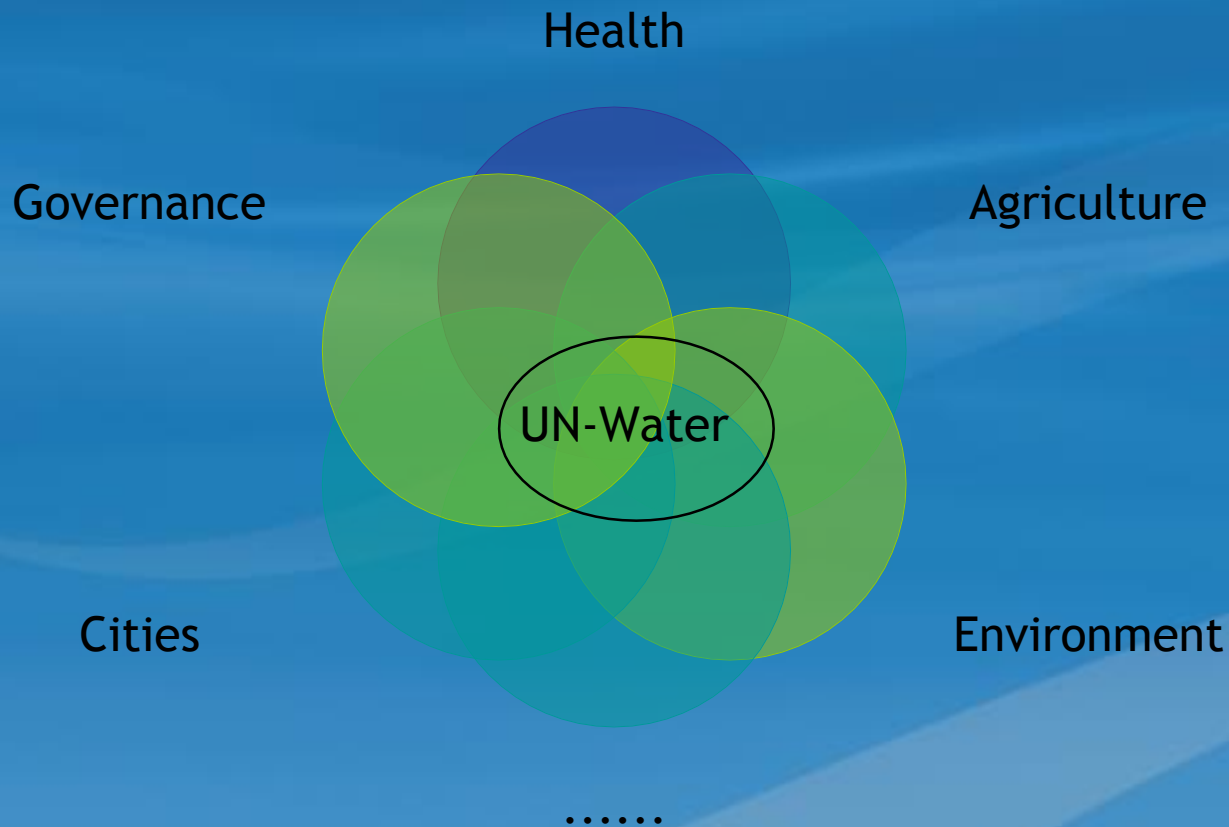 Health
Governance
Agriculture
UN-Water
Cities
Environment
......